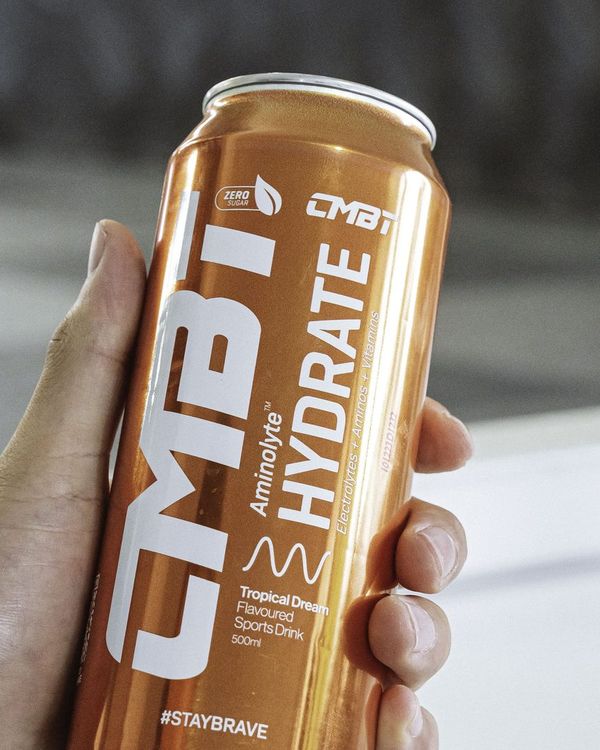 ZERO
SUGAR
CMBT
CMBT
Aminolyte™
HYDRATE
Electrolytes + Aminos + Vitamins
Tropical Dream
Flavoured
Sports Drink
500ml
#STAYBRAVE